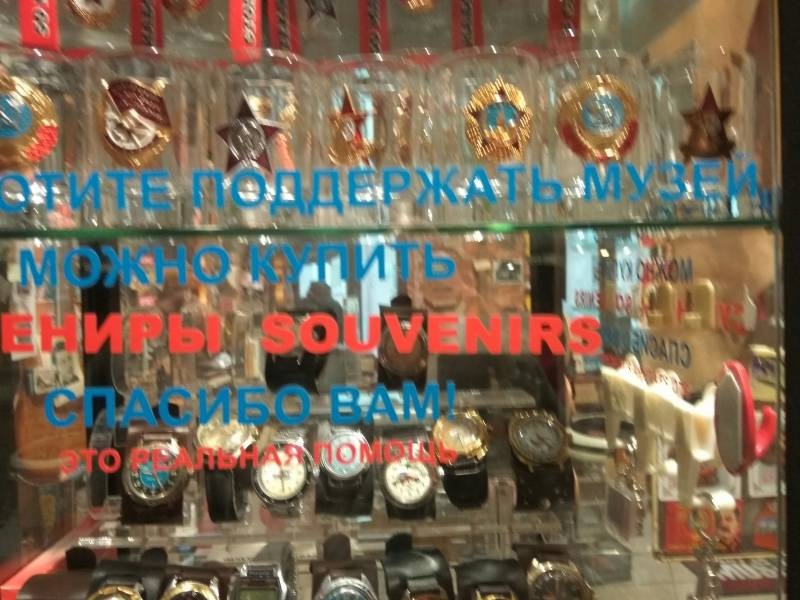 ОТИТЕ ПОДДЕРЖАТЬ МУЗЕЙ
МОЖНО КУПИТЬ
ЕНИРЫ SOUVENIRS
СПАСИБО ВАМ!
ЭТО РЕАЛЬНАЯ ПОМОЩЬ